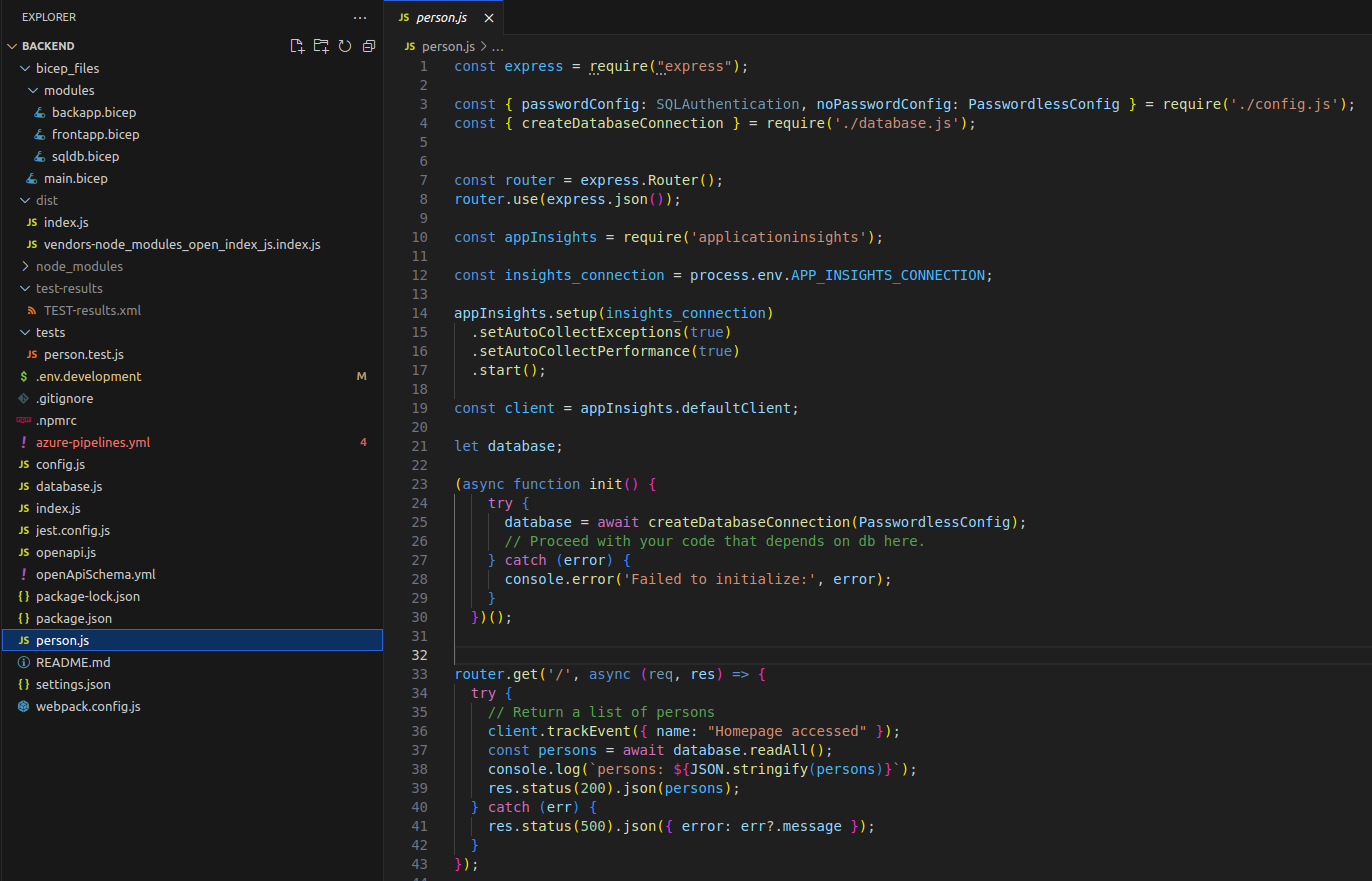 EXPLORER
BACKEND
bicep_files
modules
backapp.bicep
frontapp.bicep
sqldb.bicep
main.bicep
dist
JS index.js
JS vendors-node_modules_open_index_js.index.js
node_modules
test-results
TEST-results.xml
tests
JS person.test.js
$ .env.development M
.gitignore
npm .npmrc
! azure-pipelines.yml 4
JS config.js
JS database.js
JS index.js
JS jest.config.js
JS openapi.js
! openApiSchema.yml
{} package-lock.json
{} package.json
JS person.js
README.md
{} settings.json
webpack.config.js
JS person.js
JS person.js > ...
1 const express = require("express");
2
3 const { passwordConfig: SQLAuthentication, noPasswordConfig: PasswordlessConfig } = require('./config.js');
4 const { createDatabaseConnection } = require('./database.js');
5
6
7 const router = express.Router();
8 router.use(express.json());
9
10 const appInsights = require('applicationinsights');
11
12 const insights_connection = process.env.APP_INSIGHTS_CONNECTION;
13
14 appInsights.setup(insights_connection)
15 .setAutoCollectExceptions(true)
16 .setAutoCollectPerformance(true)
17 .start();
18
19 const client = appInsights.defaultClient;
20
21 let database;
22
23 (async function init() {
24 try {
25 database = await createDatabaseConnection(PasswordlessConfig);
26 // Proceed with your code that depends on db here.
27 } catch (error) {
28 console.error('Failed to initialize:', error);
29 }
30 })();
31
32
33 router.get('/', async (req, res) => {
34 try {
35 // Return a list of persons
36 client.trackEvent({ name: "Homepage accessed" });
37 const persons = await database.readAll();
38 console.log(`persons: ${JSON.stringify(persons)}`);
39 res.status(200).json(persons);
40 } catch (err) {
41 res.status(500).json({ error: err?.message });
42 }
43 });